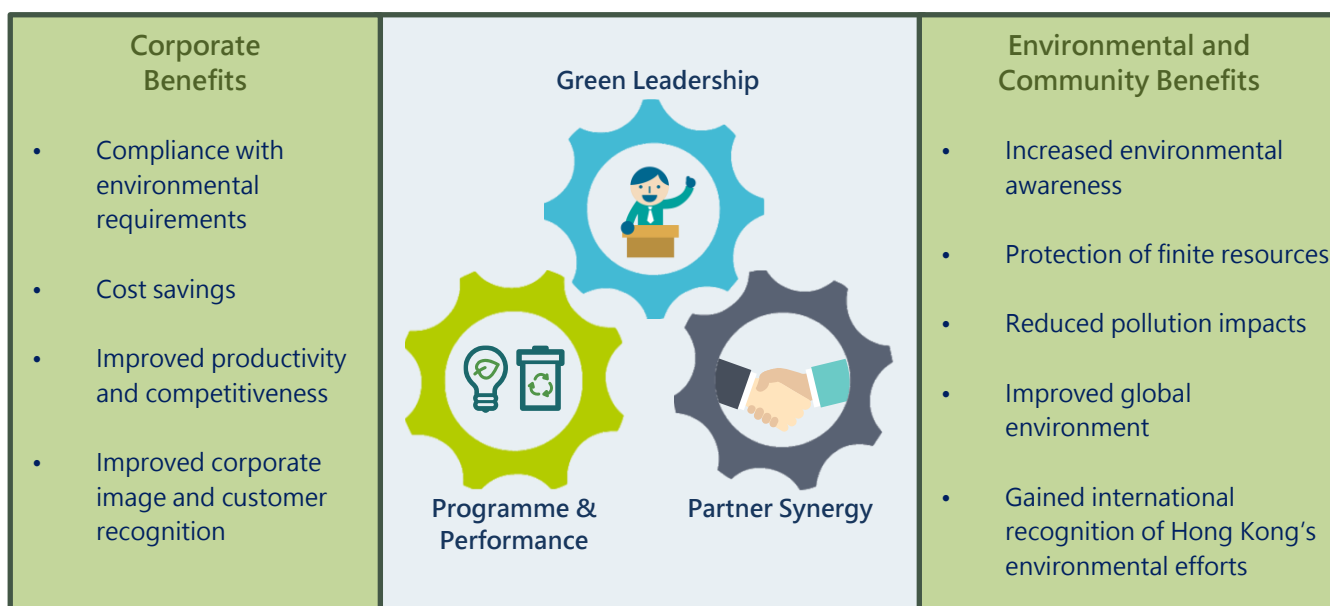 Corporate
Benefits
• Compliance with
environmental
requirements
• Cost savings
• Improved productivity
and competitiveness
• Improved corporate
image and customer
recognition
Green Leadership
Programme &
Performance
Partner Synergy
Environmental and
Community Benefits
• Increased environmental
awareness
• Protection of finite resources
• Reduced pollution impacts
• Improved global
environment
• Gained international
recognition of Hong Kong’s
environmental efforts